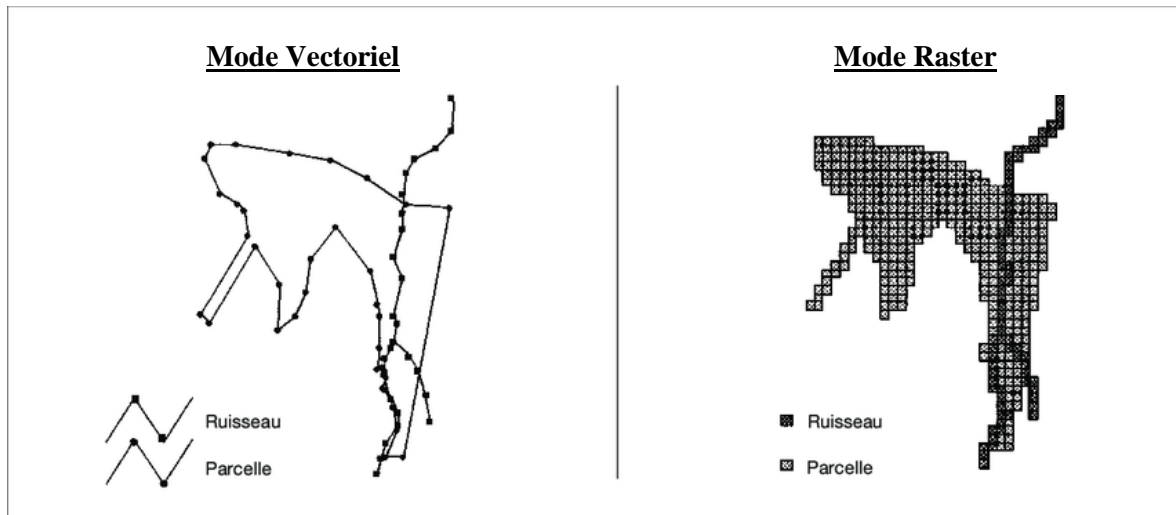 Mode Vectoriel
Ruisseau
Parcelle
Mode Raster
Ruisseau
Parcelle